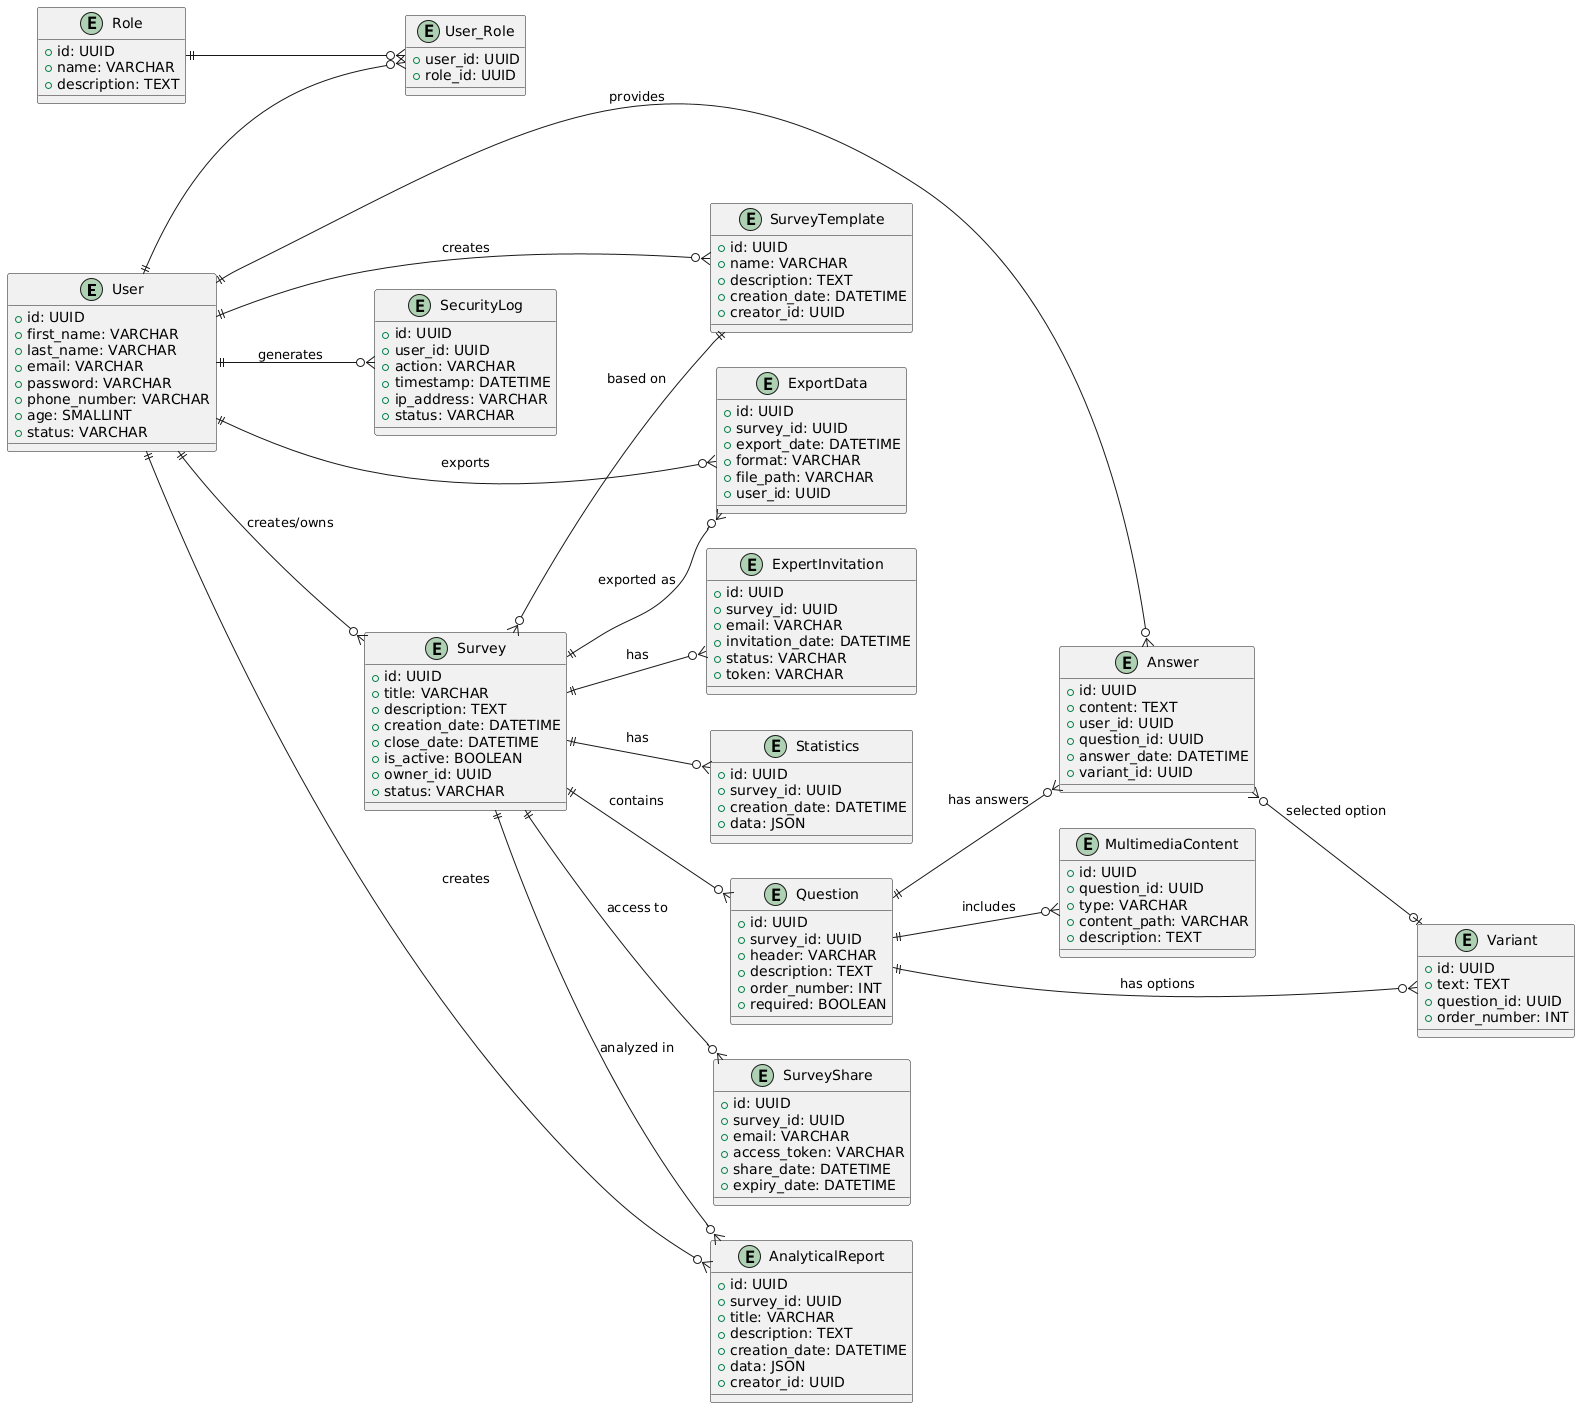 E Role
id: UUID
name: VARCHAR
description: TEXT
E User_Role
user_id: UUID
role_id: UUID
provides
E User
id: UUID
first_name: VARCHAR
last_name: VARCHAR
email: VARCHAR
password: VARCHAR
phone_number: VARCHAR
age: SMALLINT
status: VARCHAR
creates
generates
exports
creates/owns
creates
E SecurityLog
id: UUID
user_id: UUID
action: VARCHAR
timestamp: DATETIME
ip_address: VARCHAR
status: VARCHAR
E SurveyTemplate
id: UUID
name: VARCHAR
description: TEXT
creation_date: DATETIME
creator_id: UUID
based on
E ExportData
id: UUID
survey_id: UUID
export_date: DATETIME
format: VARCHAR
file_path: VARCHAR
user_id: UUID
exported as
E Survey
id: UUID
title: VARCHAR
description: TEXT
creation_date: DATETIME
close_date: DATETIME
is_active: BOOLEAN
owner_id: UUID
status: VARCHAR
has
has
contains
access to
analyzed in
E ExpertInvitation
id: UUID
survey_id: UUID
email: VARCHAR
invitation_date: DATETIME
status: VARCHAR
token: VARCHAR
E Statistics
id: UUID
survey_id: UUID
creation_date: DATETIME
data: JSON
E Question
id: UUID
survey_id: UUID
header: VARCHAR
description: TEXT
order_number: INT
required: BOOLEAN
has answers
includes
has options
E Answer
id: UUID
content: TEXT
user_id: UUID
question_id: UUID
answer_date: DATETIME
variant_id: UUID
selected option
E MultimediaContent
id: UUID
question_id: UUID
type: VARCHAR
content_path: VARCHAR
description: TEXT
E Variant
id: UUID
text: TEXT
question_id: UUID
order_number: INT
E SurveyShare
id: UUID
survey_id: UUID
email: VARCHAR
access_token: VARCHAR
share_date: DATETIME
expiry_date: DATETIME
E AnalyticalReport
id: UUID
survey_id: UUID
title: VARCHAR
description: TEXT
creation_date: DATETIME
data: JSON
creator_id: UUID